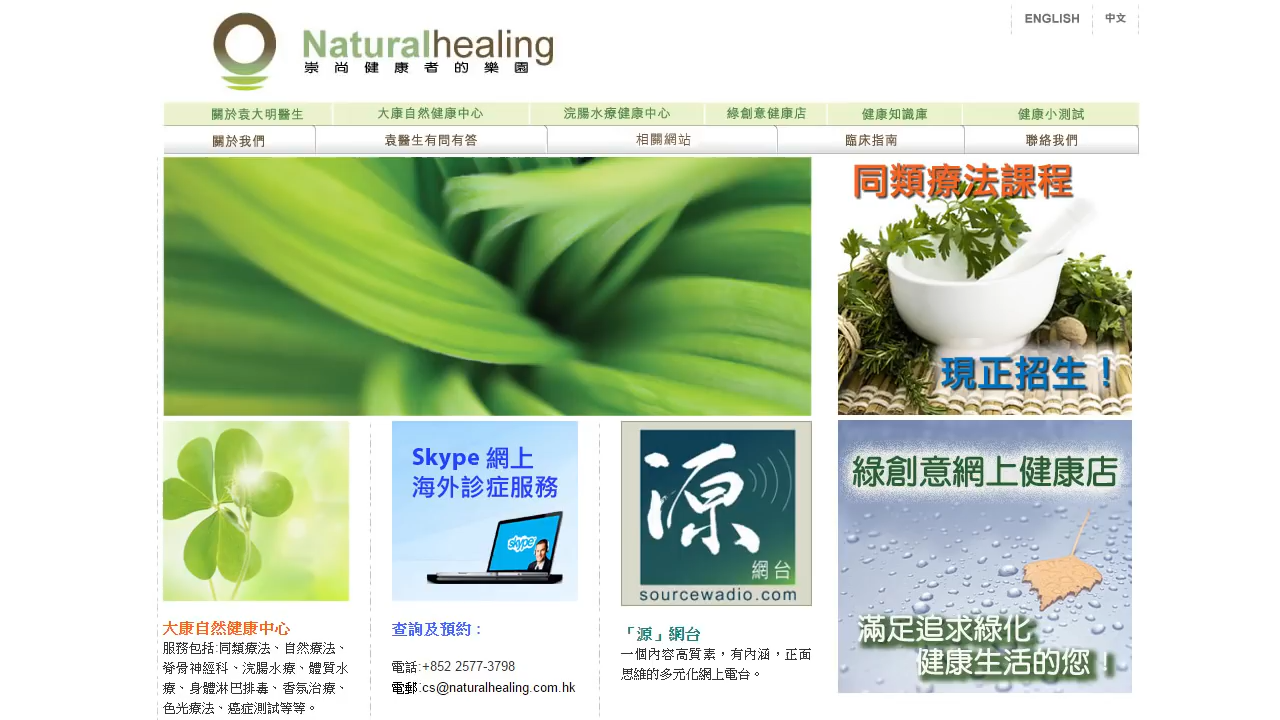 ENGLISH 中文
Naturalhealing
崇尚健康者的樂園
關於袁大明醫生 大康自然健康中心 浣腸水療健康中心 綠創意健康店 健康知識庫 健康小測試
關於我們 袁醫生有問有答 相關網站 臨床指南 聯絡我們
同類療法課程
現正招生！
Skype 網上
海外診症服務
skype
源
網台
sourcewadio.com
綠創意網上健康店
滿足追求綠化
健康生活的您！
大康自然健康中心
服務包括:同類療法、自然療法、
脊骨神經科、浣腸水療、體質水
療、身體淋巴排毒、香氛治療、
色光療法、癌症測試等等。
查詢及預約：
電話:+852 2577-3798
電郵:cs@naturalhealing.com.hk
「源」網台
一個內容高質素，有內涵，正面
思維的多元化網上電台。